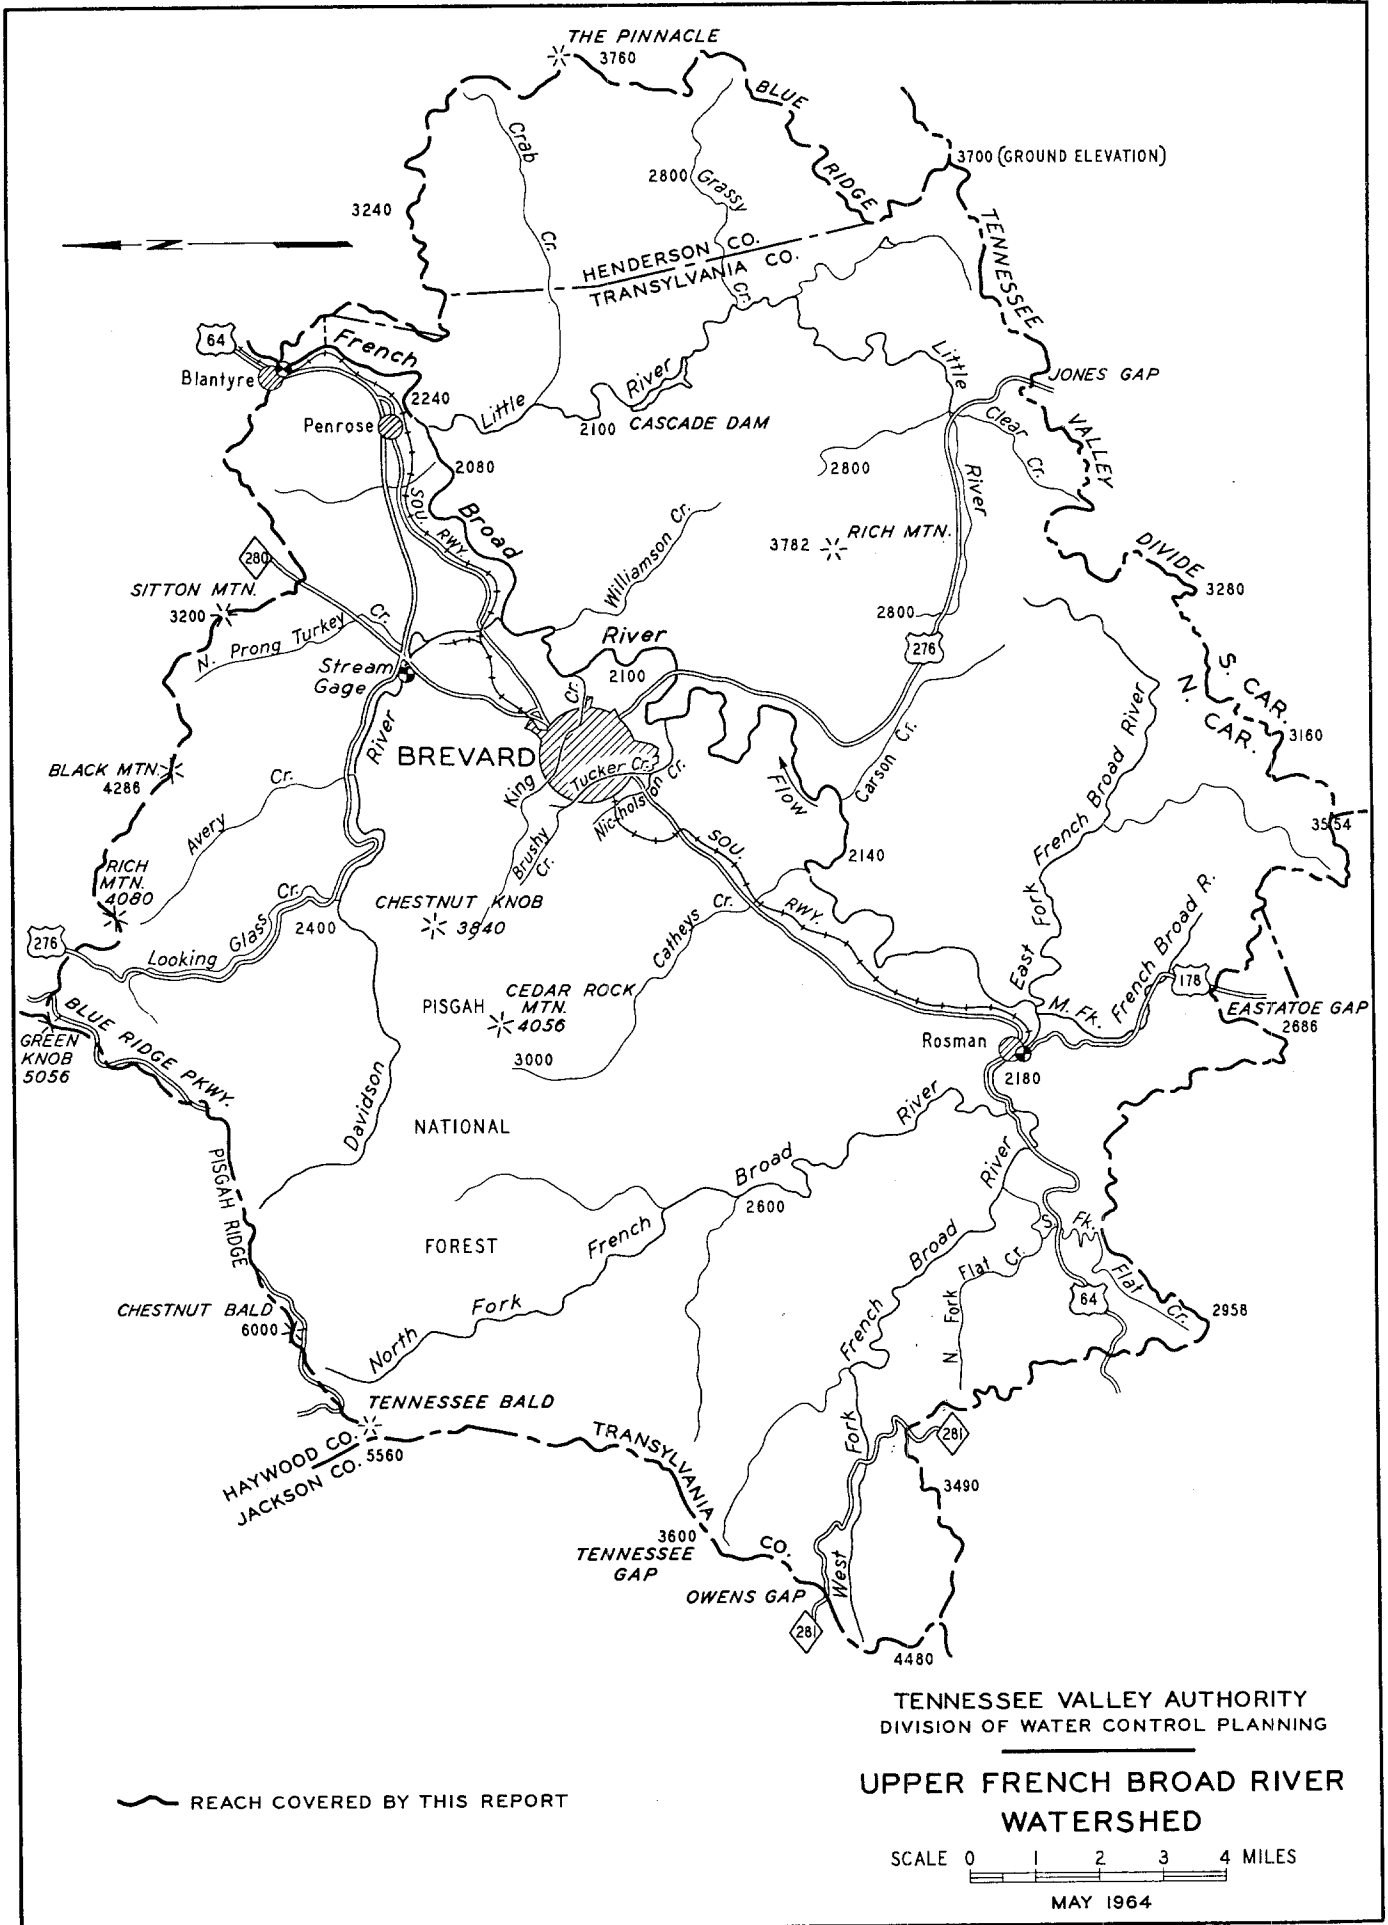 THE PINNACLE
3760
BLUE
RIDGE
3700 (GROUND ELEVATION)
Crab
Cr.
2800
Grassy
Cr.
3240
N
HENDERSON CO.
TRANSYLVANIA CO.
TENNESSEE
VALLEY
DIVIDE
64
French
Blantyre
2240
Penrose
Little
River
2100 CASCADE DAM
Little
River
JONES GAP
Clear
Cr.
2080
2800
SOU. RWY.
Broad
Williamson Cr.
3782
RICH MTN.
280
SITTON MTN.
3200
N. Prong Turkey
Cr.
3280
2800
276
Stream
Gage
River
2100
S. CAR.
N. CAR.
3160
River
BREVARD
Cr.
King
Tucker Cr.
Nicholson Cr.
Brushy
Cr.
Flow
Carson Cr.
East Fork French Broad River
3554
BLACK MTN.
4286
Avery
Cr.
RICH
MTN.
4080
2140
SOU.
RWY.
CHESTNUT KNOB
3840
Catheys Cr.
276
Looking Glass Cr.
2400
PISGAH
CEDAR ROCK
MTN.
4056
3000
M. Fk. French Broad R.
178
EASTATOE GAP
2686
Rosman
2180
BLUE RIDGE PKWY.
GREEN
KNOB
5056
Davidson
NATIONAL
FOREST
PISGAH RIDGE
North Fork French Broad River
2600
French Broad River
S. Fk. Flat Cr.
N Fork Flat Cr.
64
2958
CHESTNUT BALD
6000
TENNESSEE BALD
5560
HAYWOOD CO.
JACKSON CO.
TRANSYLVANIA CO.
West Fork
281
3490
3600
TENNESSEE
GAP
OWENS GAP
281
4480
TENNESSEE VALLEY AUTHORITY
DIVISION OF WATER CONTROL PLANNING
UPPER FRENCH BROAD RIVER
WATERSHED
REACH COVERED BY THIS REPORT
SCALE 0 1 2 3 4 MILES
MAY 1964